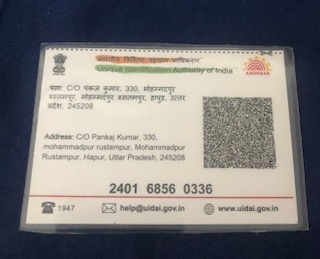 भारतीय विशिष्ट पहचान प्राधिकरण
Unique Identification Authority of India
AADHAAR
पता: C/O पंकज कुमार, 330, मोहम्मदपुर
रुस्तमपुर, मोहम्मदपुर रुस्तमपुर, हापुड़, उत्तर
प्रदेश, 245208
Address: C/O Pankaj Kumar, 330,
mohammadpur rustampur, Mohammadpur
Rustampur, Hapur, Uttar Pradesh, 245208
2401 6856 0336
1947 help@uidai.gov.in www.uidai.gov.in